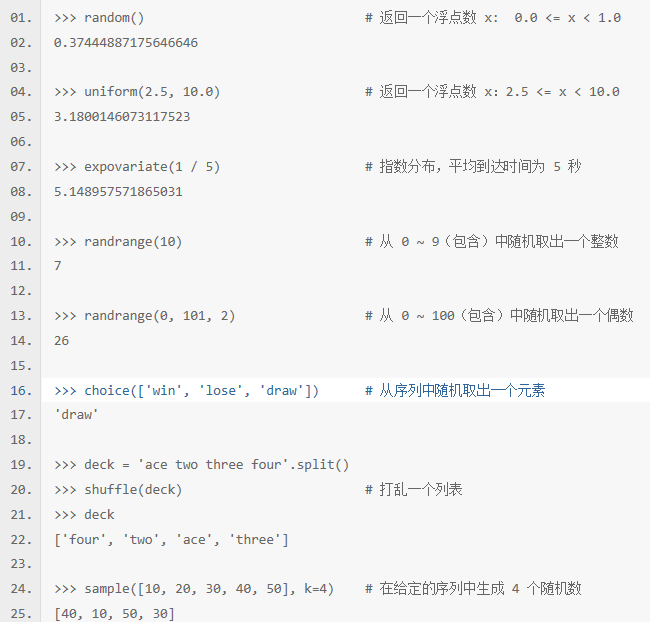 01. >>> random() # 返回一个浮点数 x: 0.0 <= x < 1.0
02. 0.37444887175646646
03.
04. >>> uniform(2.5, 10.0) # 返回一个浮点数 x：2.5 <= x < 10.0
05. 3.1800146073117523
06.
07. >>> expovariate(1 / 5) # 指数分布，平均到达时间为 5 秒
08. 5.148957571865031
09.
10. >>> randrange(10) # 从 0 ~ 9（包含）中随机取出一个整数
11. 7
12.
13. >>> randrange(0, 101, 2) # 从 0 ~ 100（包含）中随机取出一个偶数
14. 26
15.
16. >>> choice(['win', 'lose', 'draw']) # 从序列中随机取出一个元素
17. 'draw'
18.
19. >>> deck = 'ace two three four'.split()
20. >>> shuffle(deck) # 打乱一个列表
21. >>> deck
22. ['four', 'two', 'ace', 'three']
23.
24. >>> sample([10, 20, 30, 40, 50], k=4) # 在给定的序列中生成 4 个随机数
25. [40, 10, 50, 30]